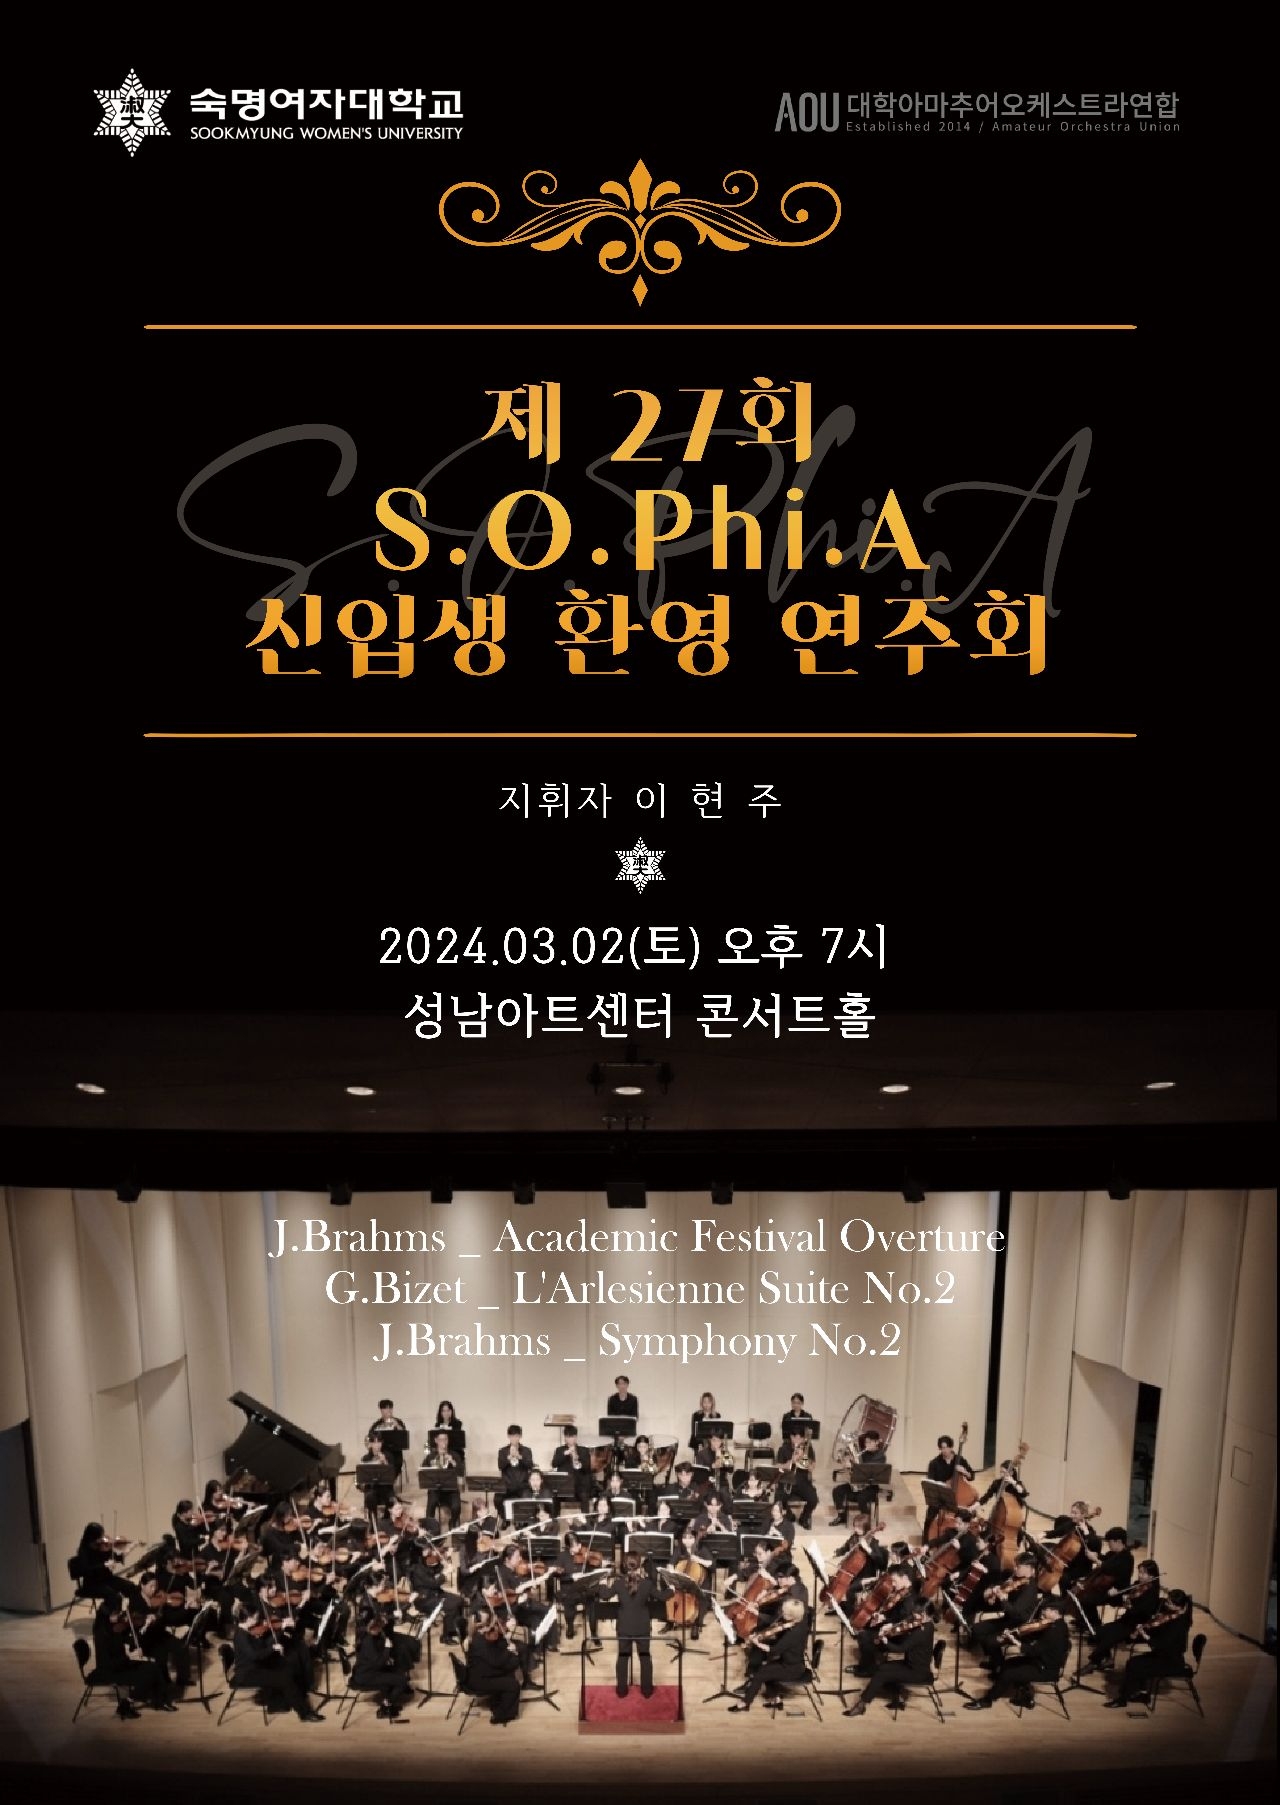 숙명여자대학교
SOOKMYUNG WOMEN'S UNIVERSITY
AOU 대학아마추어오케스트라연합
Established 2014 / Amateur Orchestra Union
제 27회
S.O.Phi.A
S.O.Phi.A
신입생 환영 연주회
지휘자 이 현 주
淑大
2024.03.02(토) 오후 7시
성남아트센터 콘서트홀
J.Brahms _ Academic Festival Overture
G.Bizet _ L'Arlesienne Suite No.2
J.Brahms _ Symphony No.2